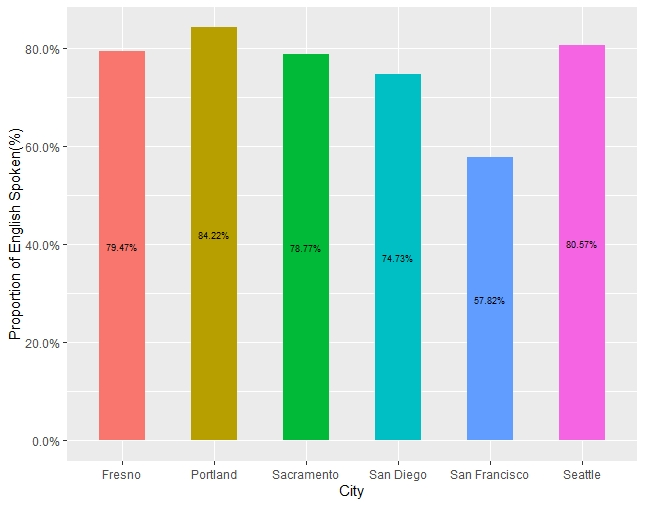 Proportion of English Spoken(%)
80.0%
60.0%
40.0%
20.0%
0.0%
79.47%
84.22%
78.77%
74.73%
57.82%
80.57%
Fresno
Portland
Sacramento
San Diego
San Francisco
Seattle
City